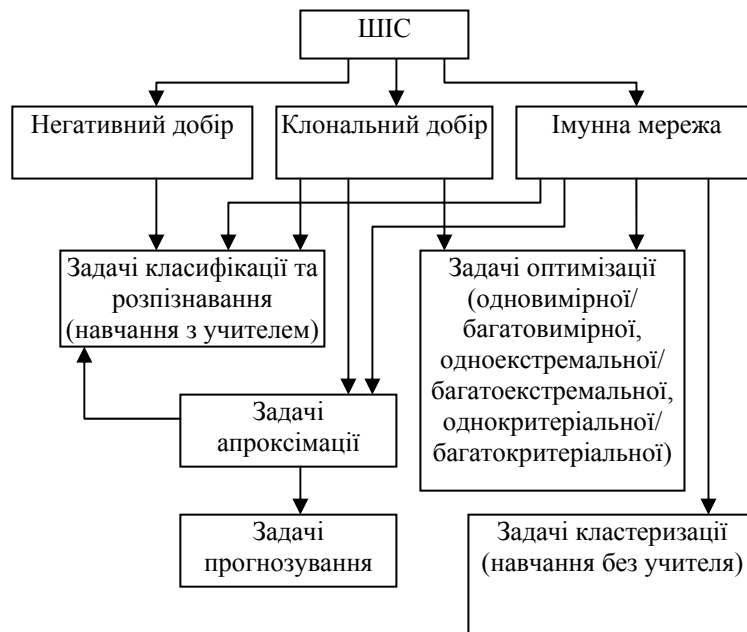 ШІС
Негативний добір
Клональний добір
Імунна мережа
Задачі класифікації та
розпізнавання
(навчання з учителем)
Задачі оптимізації
(одновимірної/
багатовимірної,
одноекстремальної/
багатоекстремальної,
однокритеріальної/
багатокритеріальної)
Задачі
апроксимації
Задачі
прогнозування
Задачі кластеризації
(навчання без учителя)